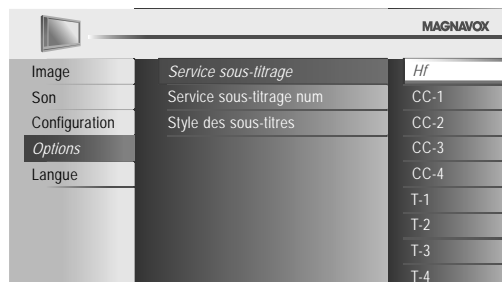 MAGNAVOX
Image
Son
Configuration
Options
Langue
Service sous-titrage
Service sous-titrage num
Style des sous-titres
Hf
CC-1
CC-2
CC-3
CC-4
T-1
T-2
T-3
T-4